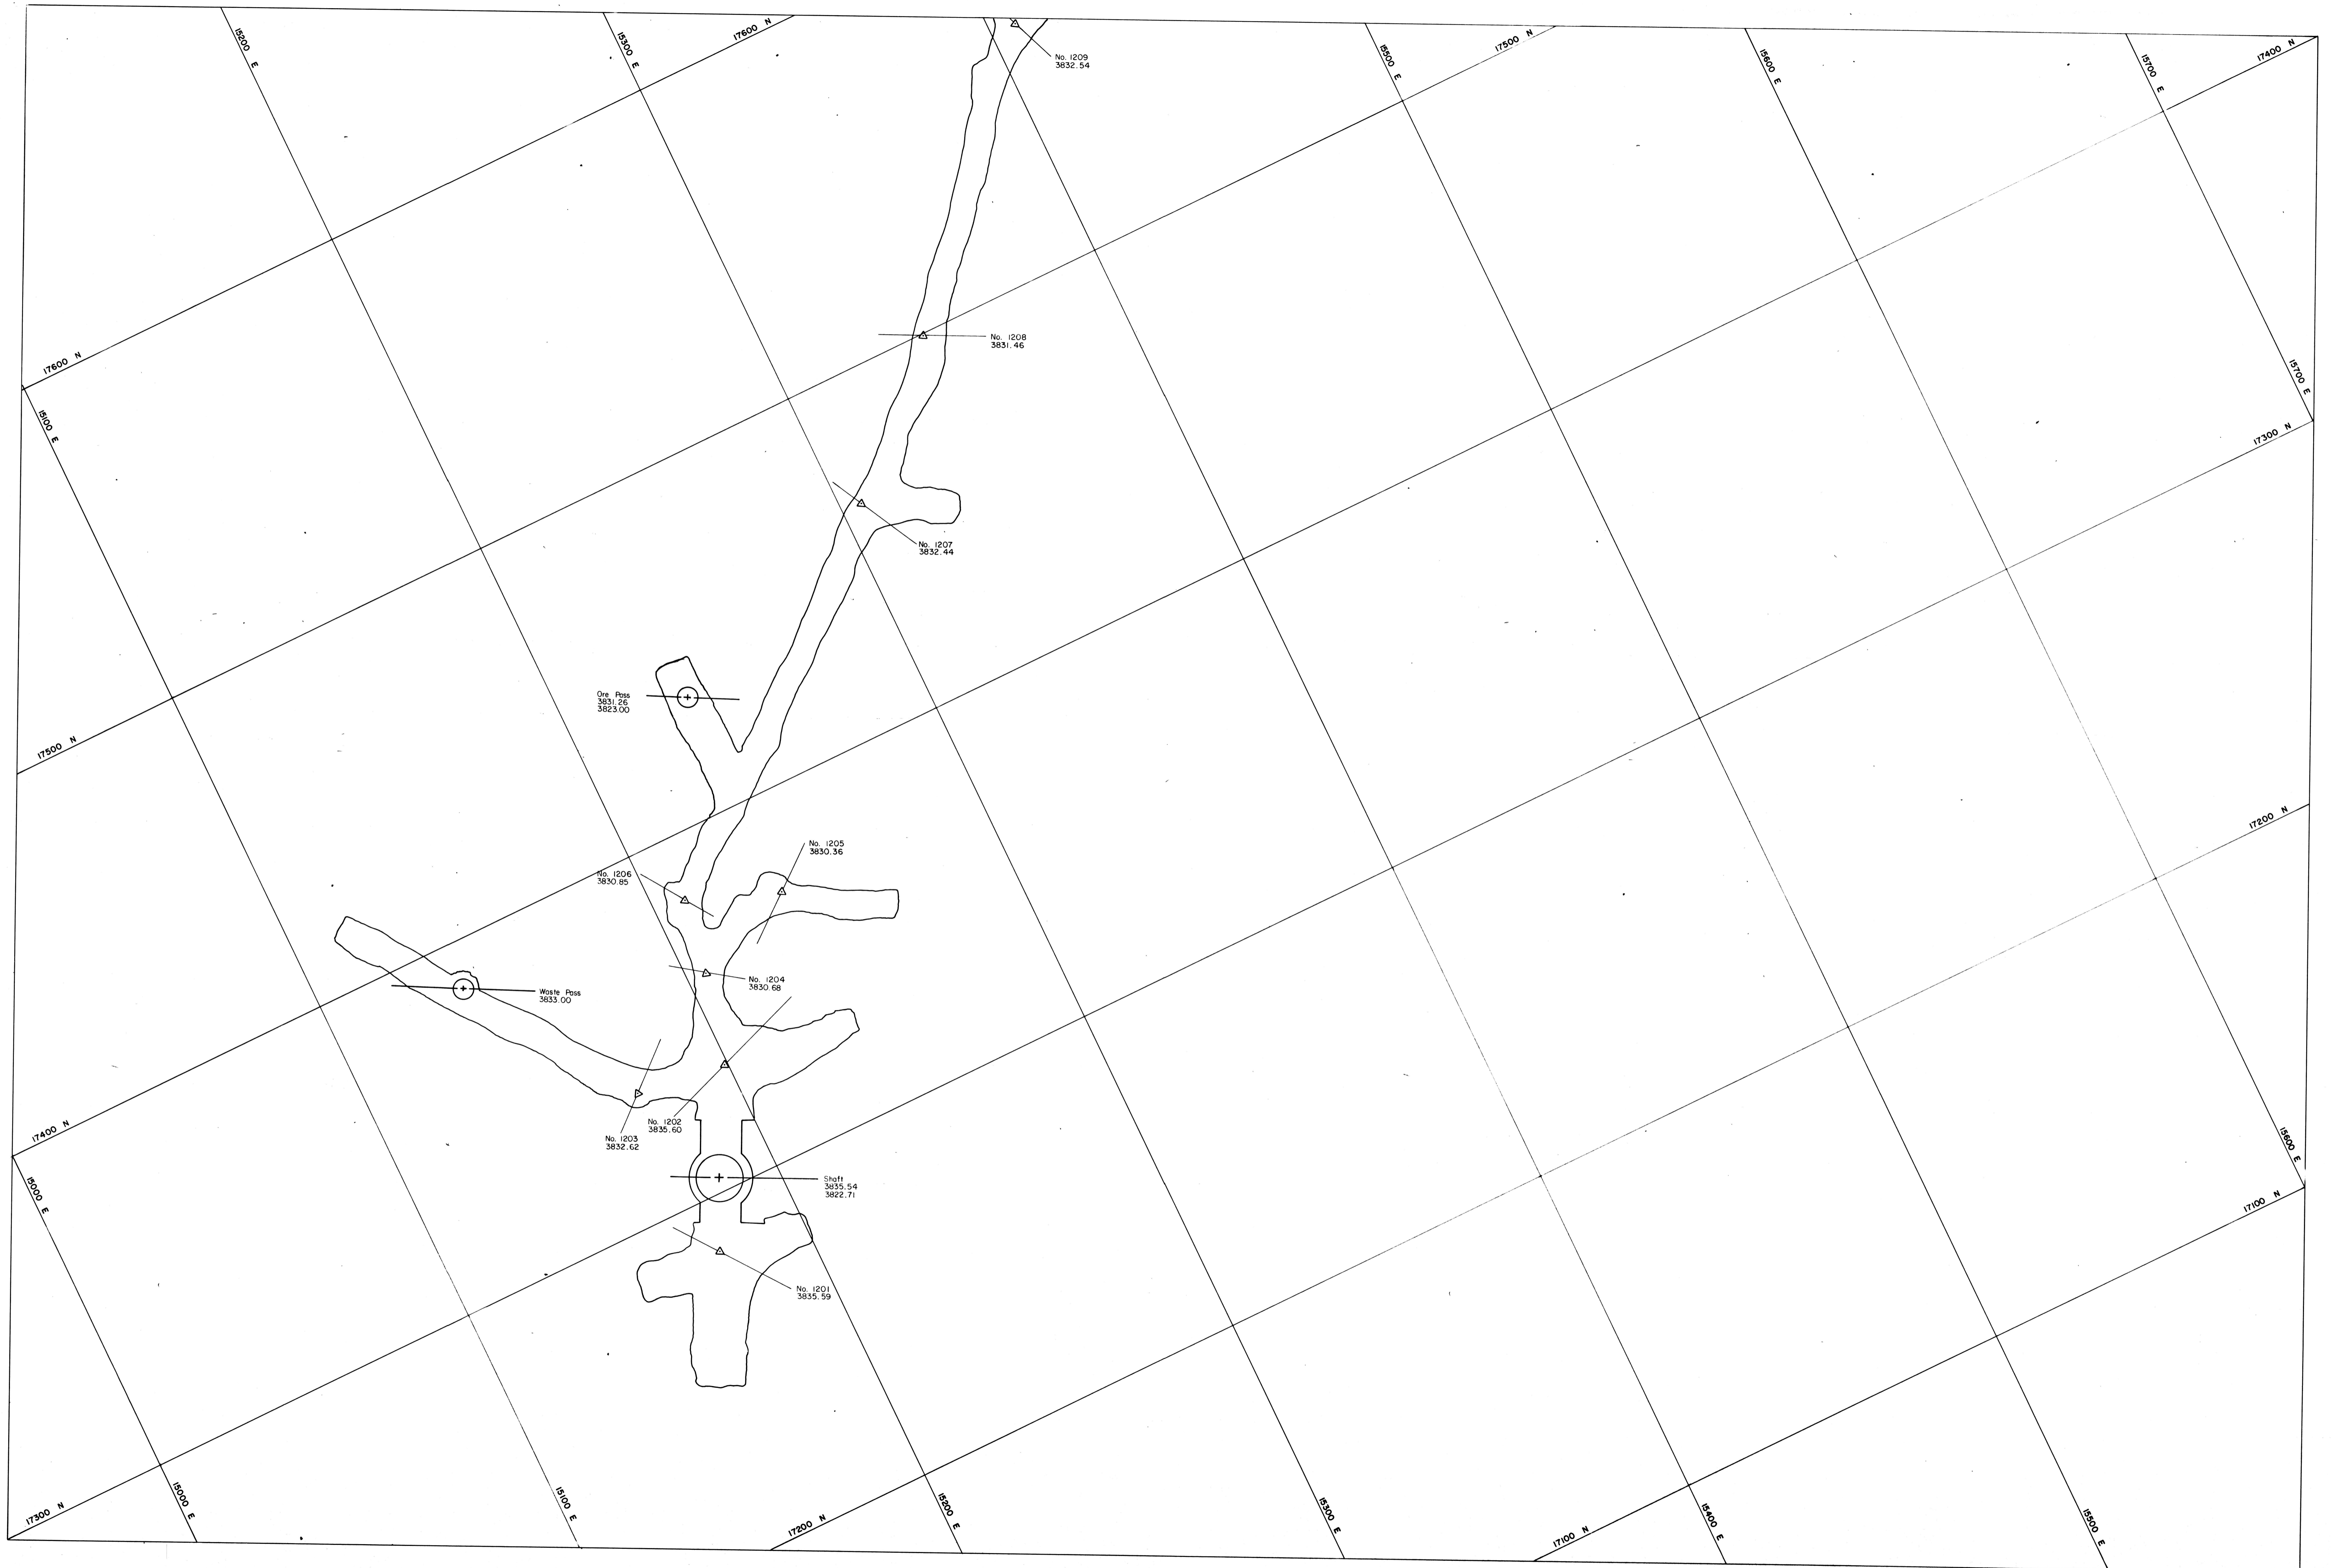 15200 E
15300 E
17600 N
No. 1209
3832.54
15500 E
17500 N
15600 E
15700 E
17400 N
17600 N
15100 E
No. 1208
3831.46
15700 E
17300 N
No. 1207
3832.44
Ore Pass
3831.26
3823.00
17500 N
17200 N
No. 1205
3830.36
No. 1206
3830.85
No. 1204
3830.68
Waste Pass
3833.00
No. 1202
3835.60
No. 1203
3832.62
17400 N
15000 E
15600 E
Shaft
3835.54
3822.71
17100 N
No. 1201
3835.59
17300 N
15000 E
15100 E
15200 E
17200 N
15300 E
17100 N
15400 E
15500 E